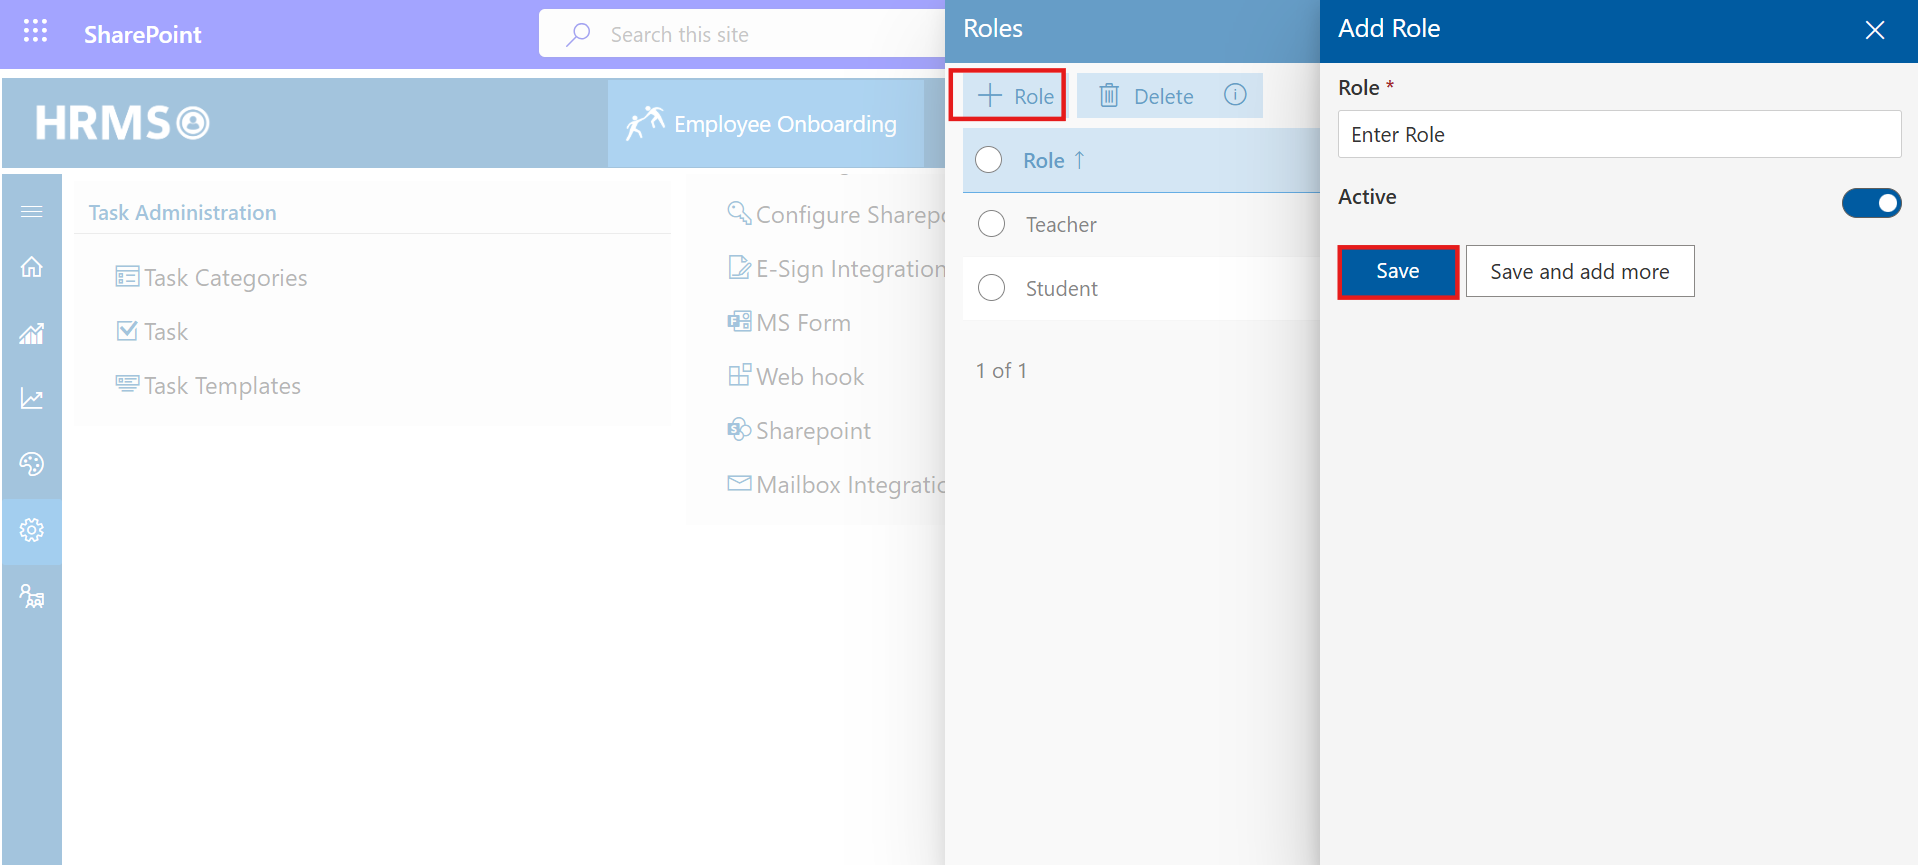 SharePoint
Search this site
HRMS
Employee Onboarding
Task Administration
Task Categories
Task
Task Templates
Configure Sharepo
E-Sign Integration
MS Form
Web hook
Sharepoint
Mailbox Integratio
Roles
Role
Delete
Role ↑
Teacher
Student
1 of 1
Add Role
Role *
Enter Role
Active
Save
Save and add more